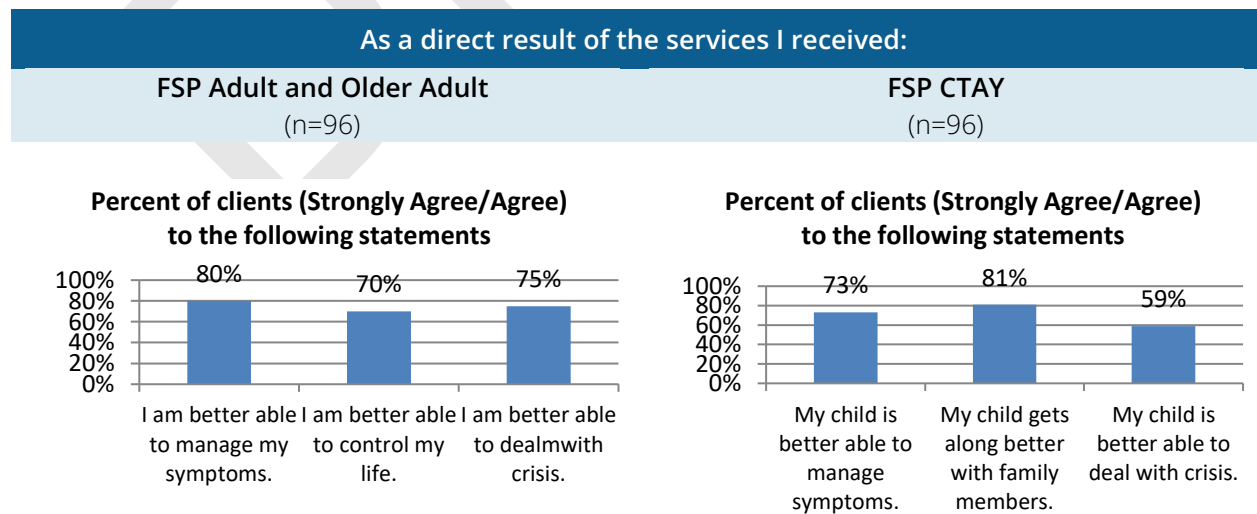 As a direct result of the services I received:
FSP Adult and Older Adult
(n=96)
FSP CTAY
(n=96)
Percent of clients (Strongly Agree/Agree)
to the following statements
80%
70%
75%
100%
80%
60%
40%
20%
0%
I am better able
to manage my
symptoms.
I am better able
to control my
life.
I am better able
to dealmwith
crisis.
Percent of clients (Strongly Agree/Agree)
to the following statements
73%
81%
59%
100%
80%
60%
40%
20%
0%
My child is
better able to
manage
symptoms.
My child gets
along better
with family
members.
My child is
better able to
deal with crisis.